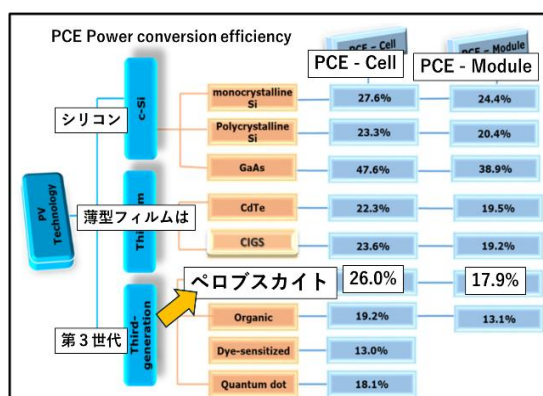 PCE Power conversion efficiency
PCE – Cell
PCE - Cell
PCE – Module
PCE - Module
PV Technology
シリコン
c-Si
monocrystalline Si
27.6%
24.4%
Polycrystalline Si
23.3%
20.4%
GaAs
47.6%
38.9%
薄型フィルムは
CdTe
22.3%
19.5%
CIGS
23.6%
19.2%
第３世代
Third-generation
ペロブスカイト
26.0%
17.9%
Organic
19.2%
13.1%
Dye-sensitized
13.0%
Quantum dot
18.1%